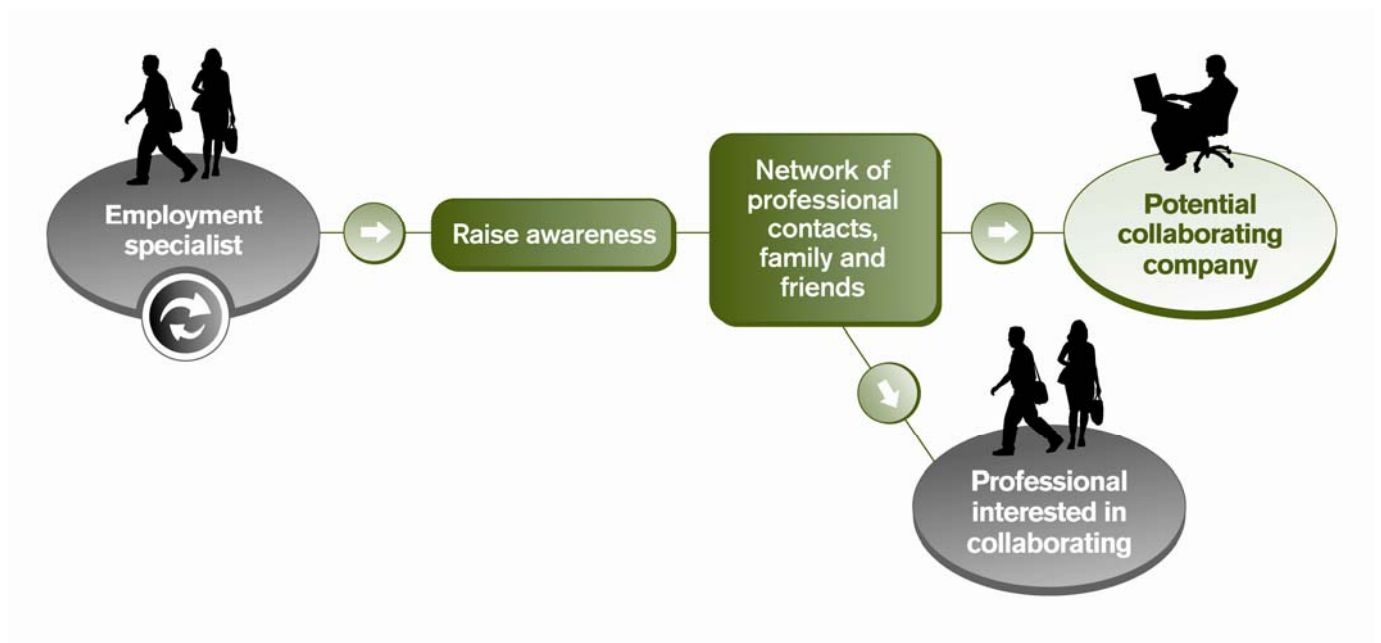 Employment
specialist
Raise awareness
Network of
professional
contacts,
family and
friends
Potential
collaborating
company
Professional
interested in
collaborating